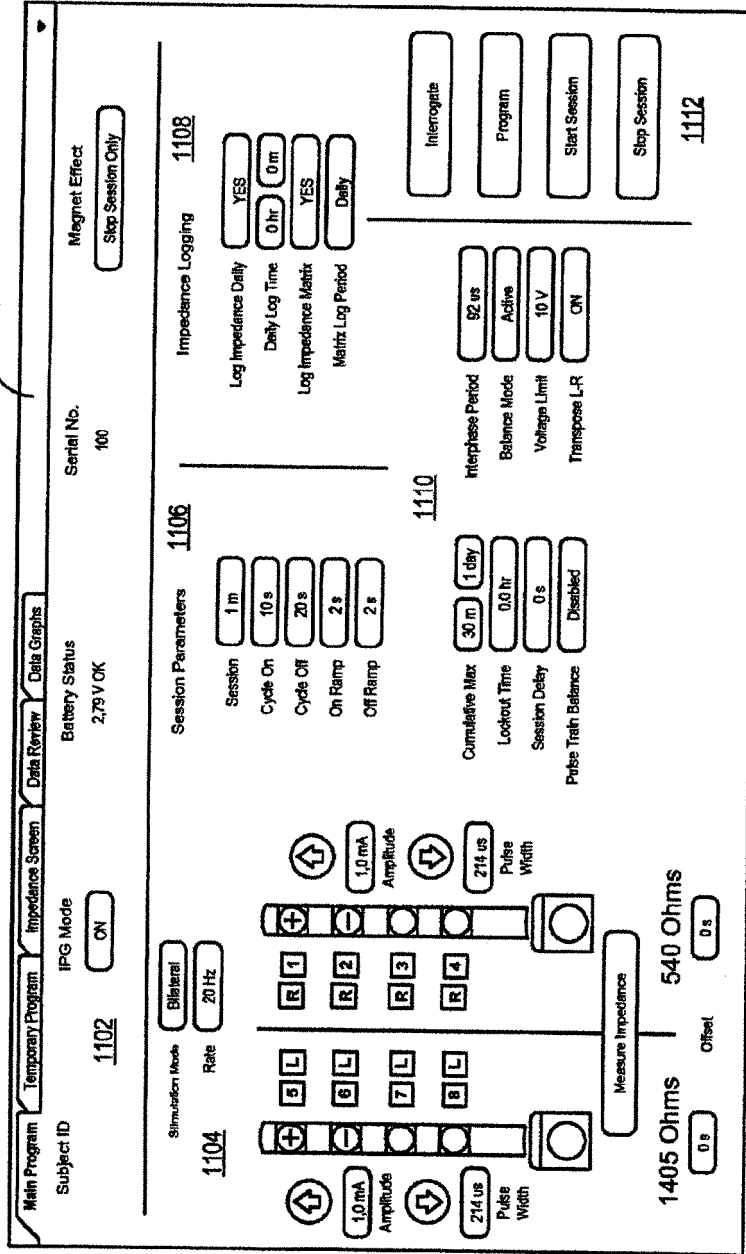 Main Program
Temporary Program
Impedance Screen
Data Review
Data Graphs
Subject ID
IPG Mode
ON
Battery Status
2,79 V OK
Serial No.
100
Magnet Effect
Stop Session Only
1102
Stimulation Mode
Bilateral
Rate
20 Hz
1104
1,0 mA
Amplitude
214 us
Pulse
Width
+
5 L
R 1
+
-
6 L
R 2
-
7 L
R 3
8 L
R 4
1,0 mA
Amplitude
214 us
Pulse
Width
Measure Impedance
1405 Ohms
540 Ohms
0 s
Offset
0 s
Session Parameters
1106
Session
1 m
Cycle On
10 s
Cycle Off
20 s
On Ramp
2 s
Off Ramp
2 s
Impedance Logging
1108
Log Impedance Daily
YES
Daily Log Time
0 hr
0 m
Log Impedance Matrix
YES
Matrix Log Period
Daily
1110
Cumulative Max
30 m
1 day
Lockout Time
0.0 hr
Session Delay
0 s
Pulse Train Balance
Disabled
Interphase Period
92 us
Balance Mode
Active
Voltage Limit
10 V
Transpose L-R
ON
Interrogate
Program
Start Session
Stop Session
1112